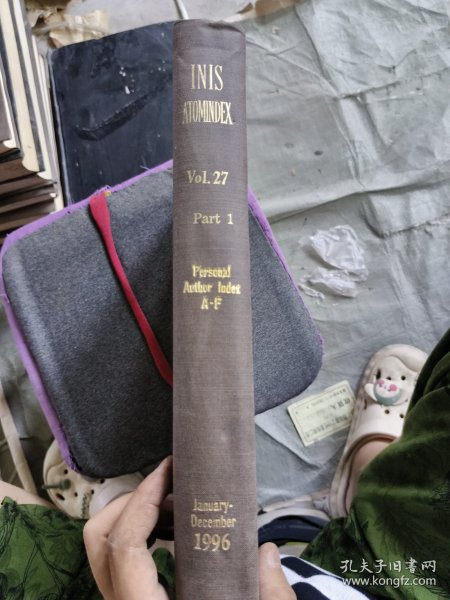 INIS
ATOMINDEX
Vol. 27
Part 1
Personal
Author Index
A-F
January-
December
1996
孔夫子旧书网
www.kongfz.com